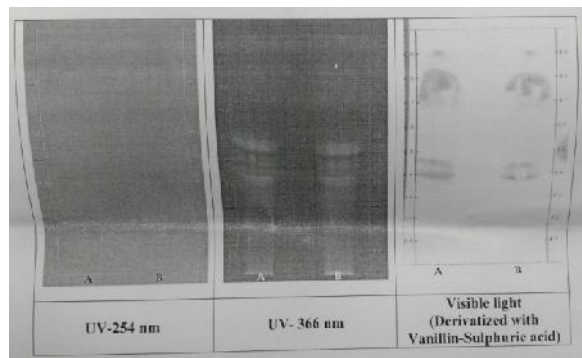 A B
A B
A B
UV-254 nm
UV- 366 nm
Visible light
(Derivatized with
Vanillin-Sulphuric acid)